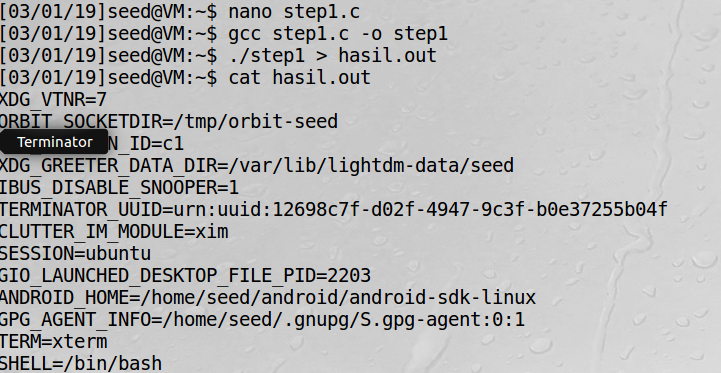 [03/01/19]seed@VM:~$ nano step1.c
[03/01/19]seed@VM:~$ gcc step1.c -o step1
[03/01/19]seed@VM:~$ ./step1 > hasil.out
[03/01/19]seed@VM:~$ cat hasil.out
XDG_VTNR=7
ORBIT_SOCKETDIR=/tmp/orbit-seed
Terminator N_ID=c1
XDG_GREETER_DATA_DIR=/var/lib/lightdm-data/seed
IBUS_DISABLE_SNOOPER=1
TERMINATOR_UUID=urn:uuid:12698c7f-d02f-4947-9c3f-b0e37255b04f
CLUTTER_IM_MODULE=xim
SESSION=ubuntu
GIO_LAUNCHED_DESKTOP_FILE_PID=2203
ANDROID_HOME=/home/seed/android/android-sdk-linux
GPG_AGENT_INFO=/home/seed/.gnupg/S.gpg-agent:0:1
TERM=xterm
SHELL=/bin/bash